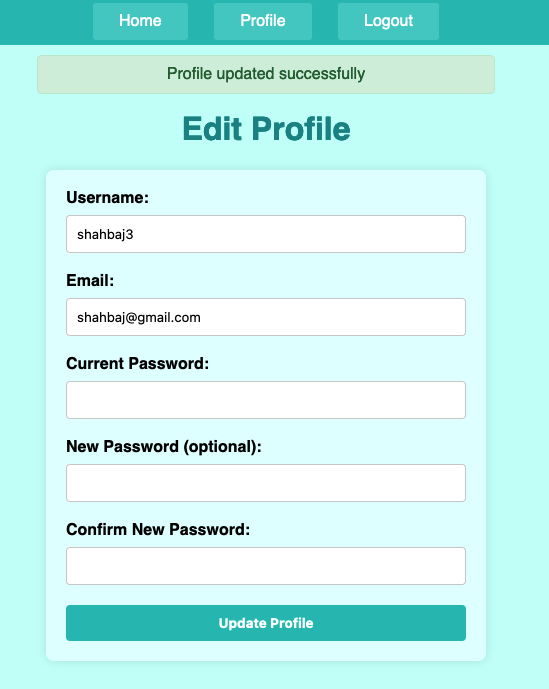 Home Profile Logout
Profile updated successfully
Edit Profile
Username:
shahbaj3
Email:
shahbaj@gmail.com
Current Password:
New Password (optional):
Confirm New Password:
Update Profile